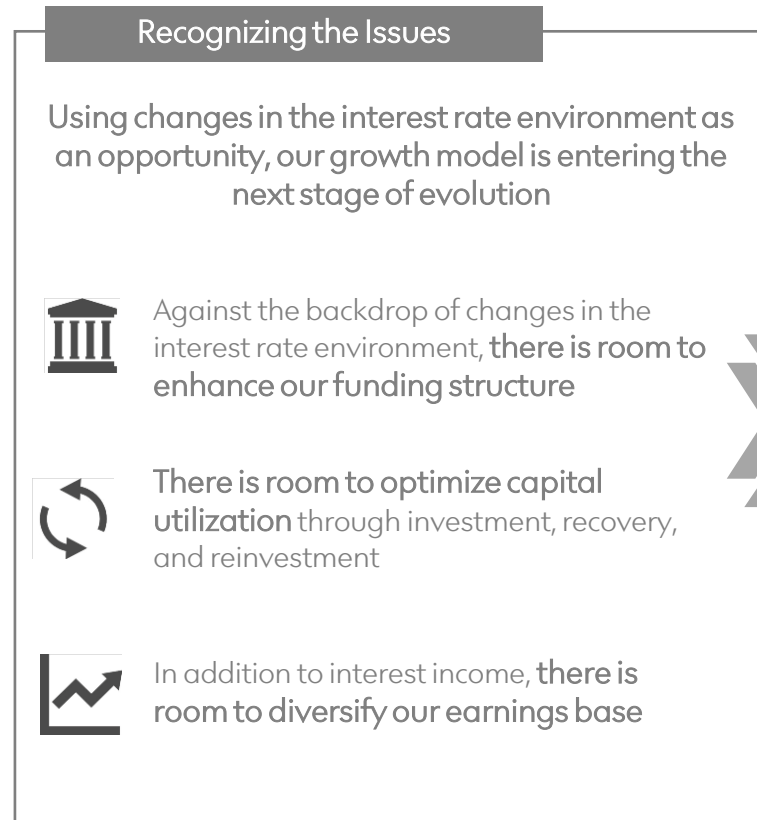 Recognizing the Issues
Using changes in the interest rate environment as
an opportunity, our growth model is entering the
next stage of evolution
Against the backdrop of changes in the
interest rate environment, there is room to
enhance our funding structure
There is room to optimize capital
utilization through investment, recovery,
and reinvestment
In addition to interest income, there is
room to diversify our earnings base